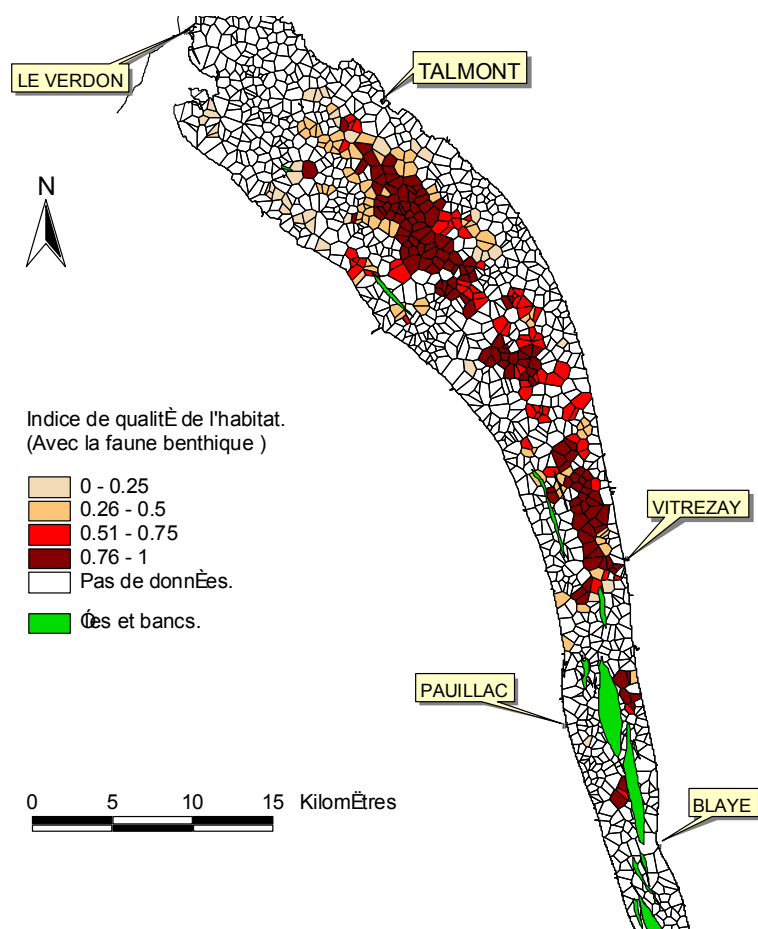 LE VERDON
TALMONT
N
Indice de qualitÈ de l'habitat.
(Avec la faune benthique )
0 - 0.25
0.26 - 0.5
0.51 - 0.75
0.76 - 1
Pas de donnÈes.
Œes et bancs.
VITREZAY
PAUILLAC
0 5 10 15 KilomËtres
BLAYE